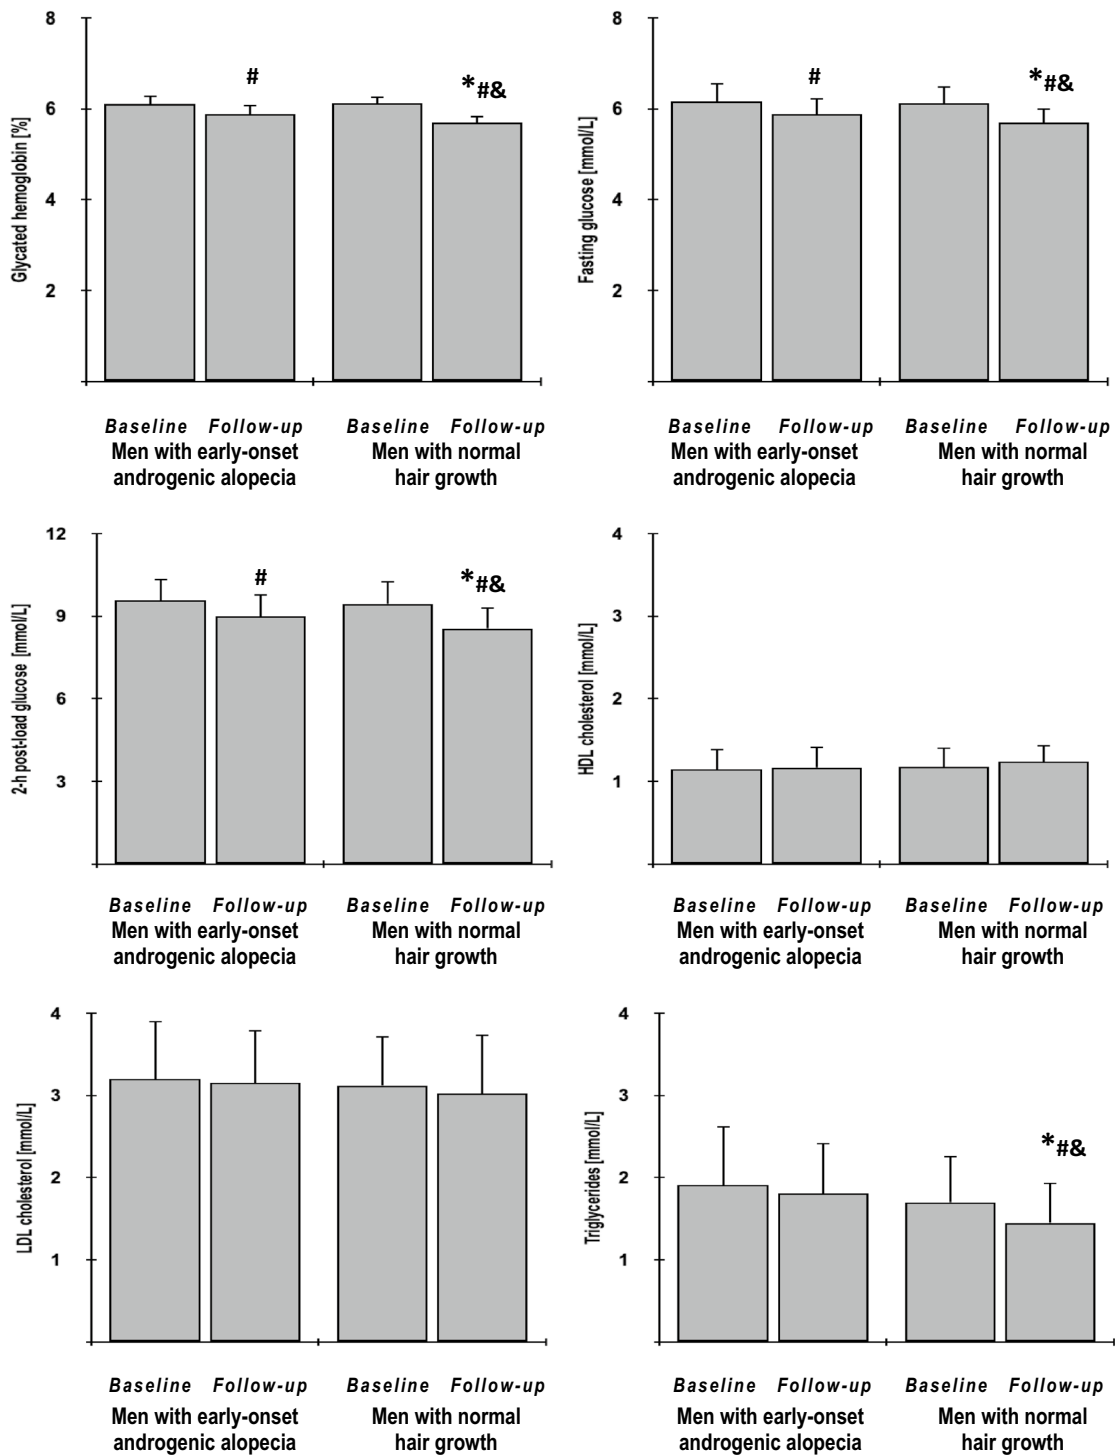 Glycated hemoglobin [%]
8
6
4
2
#
*#&
Baseline Follow-up Baseline Follow-up
Men with early-onset
androgenic alopecia
Men with normal
hair growth
Fasting glucose [mmol/L]
8
6
4
2
#
*#&
Baseline Follow-up Baseline Follow-up
Men with early-onset
androgenic alopecia
Men with normal
hair growth
2-h post-load glucose [mmol/L]
12
9
6
3
#
*#&
Baseline Follow-up Baseline Follow-up
Men with early-onset
androgenic alopecia
Men with normal
hair growth
HDL cholesterol [mmol/L]
4
3
2
1
Baseline Follow-up Baseline Follow-up
Men with early-onset
androgenic alopecia
Men with normal
hair growth
LDL cholesterol [mmol/L]
4
3
2
1
Baseline Follow-up Baseline Follow-up
Men with early-onset
androgenic alopecia
Men with normal
hair growth
Triglycerides [mmol/L]
4
3
2
1
*#&
Baseline Follow-up Baseline Follow-up
Men with early-onset
androgenic alopecia
Men with normal
hair growth